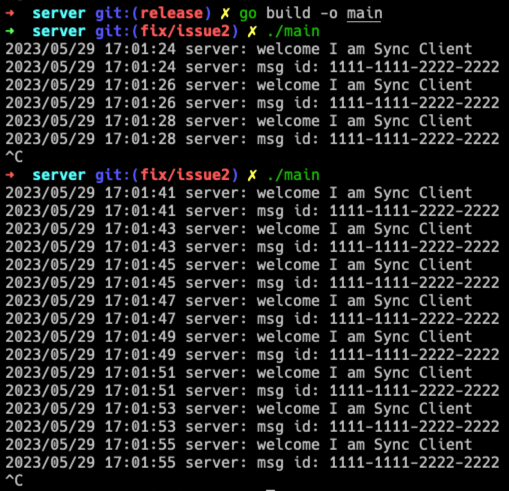 ➜  server git:(release) ✗ go build -o main
➜  server git:(fix/issue2) ✗ ./main
2023/05/29 17:01:24 server: welcome I am Sync Client
2023/05/29 17:01:24 server: msg id: 1111-1111-2222-2222
2023/05/29 17:01:26 server: welcome I am Sync Client
2023/05/29 17:01:26 server: msg id: 1111-1111-2222-2222
2023/05/29 17:01:28 server: welcome I am Sync Client
2023/05/29 17:01:28 server: msg id: 1111-1111-2222-2222
^C
➜  server git:(fix/issue2) ✗ ./main
2023/05/29 17:01:41 server: welcome I am Sync Client
2023/05/29 17:01:41 server: msg id: 1111-1111-2222-2222
2023/05/29 17:01:43 server: welcome I am Sync Client
2023/05/29 17:01:43 server: msg id: 1111-1111-2222-2222
2023/05/29 17:01:45 server: welcome I am Sync Client
2023/05/29 17:01:45 server: msg id: 1111-1111-2222-2222
2023/05/29 17:01:47 server: welcome I am Sync Client
2023/05/29 17:01:47 server: msg id: 1111-1111-2222-2222
2023/05/29 17:01:49 server: welcome I am Sync Client
2023/05/29 17:01:49 server: msg id: 1111-1111-2222-2222
2023/05/29 17:01:51 server: welcome I am Sync Client
2023/05/29 17:01:51 server: msg id: 1111-1111-2222-2222
2023/05/29 17:01:53 server: welcome I am Sync Client
2023/05/29 17:01:53 server: msg id: 1111-1111-2222-2222
2023/05/29 17:01:55 server: welcome I am Sync Client
2023/05/29 17:01:55 server: msg id: 1111-1111-2222-2222
^C